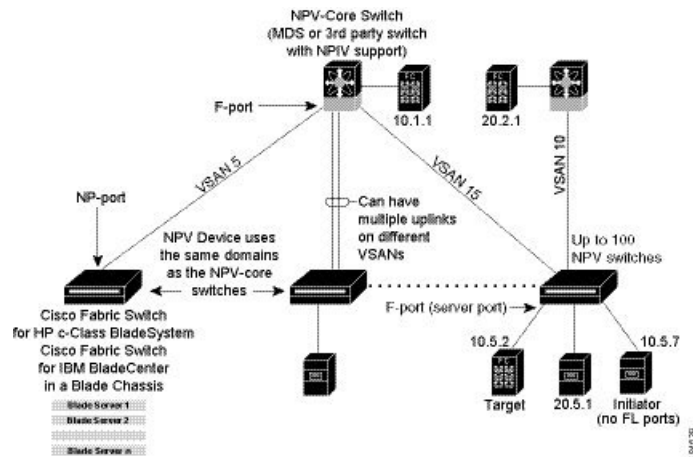 NPV-Core Switch
(MDS or 3rd party switch
with NPIV support)
F-port
FC
10.1.1
FC
20.2.1
VSAN 5
VSAN 15
VSAN 10
NP-port
Can have
multiple uplinks
on different
VSANs
NPV Device uses
the same domains
as the NPV-core
switches
Up to 100
NPV switches
Cisco Fabric Switch
for HP c-Class BladeSystem
Cisco Fabric Switch
for IBM BladeCenter
in a Blade Chassis
F-port (server port)
10.5.2
10.5.7
FC
Target
20.5.1
Initiator
(no FL ports)
Blade Server 1
Blade Server 2
Blade Server n